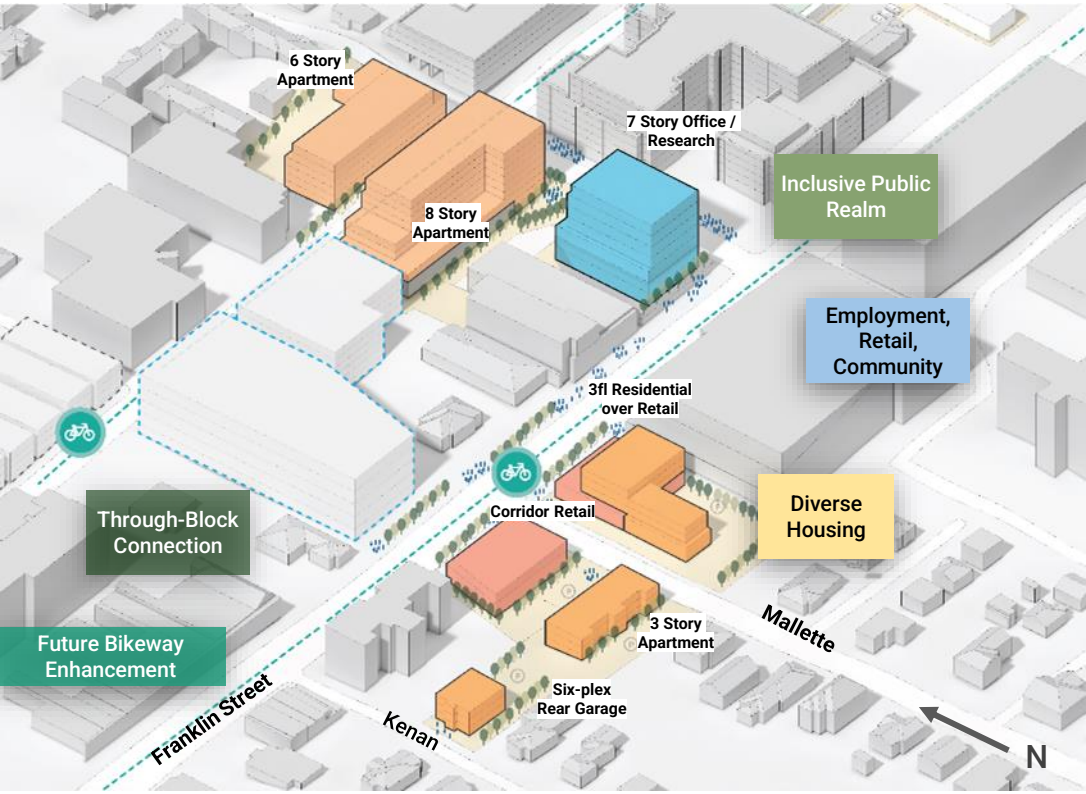 6 Story
Apartment
7 Story Office /
Research
Inclusive Public
Realm
8 Story
Apartment
Employment,
Retail,
Community
3fl Residential
over Retail
Corridor Retail
Diverse
Housing
Through-Block
Connection
3 Story
Apartment
Mallette
Future Bikeway
Enhancement
Franklin Street
Six-plex
Rear Garage
Kenan
N